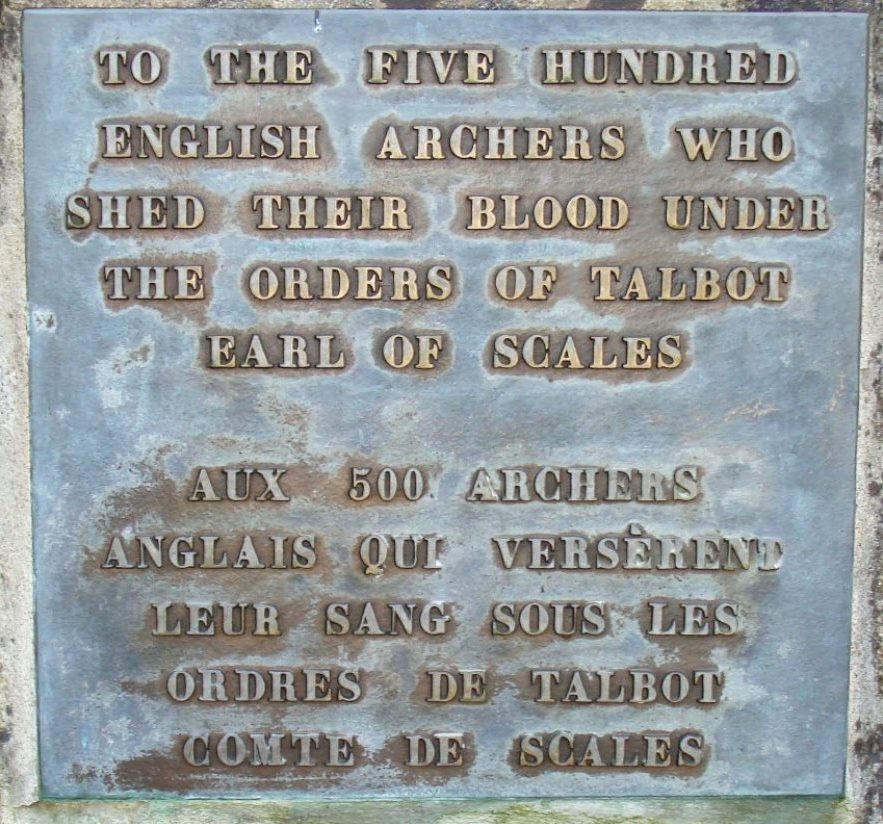 TO THE FIVE HUNDRED
ENGLISH ARCHERS WHO
SHED THEIR BLOOD UNDER
THE ORDERS OF TALBOT
EARL OF SCALES
AUX 500 ARCHERS
ANGLAIS QUI VERSÈRENT
LEUR SANG SOUS LES
ORDRES DE TALBOT
COMTE DE SCALES